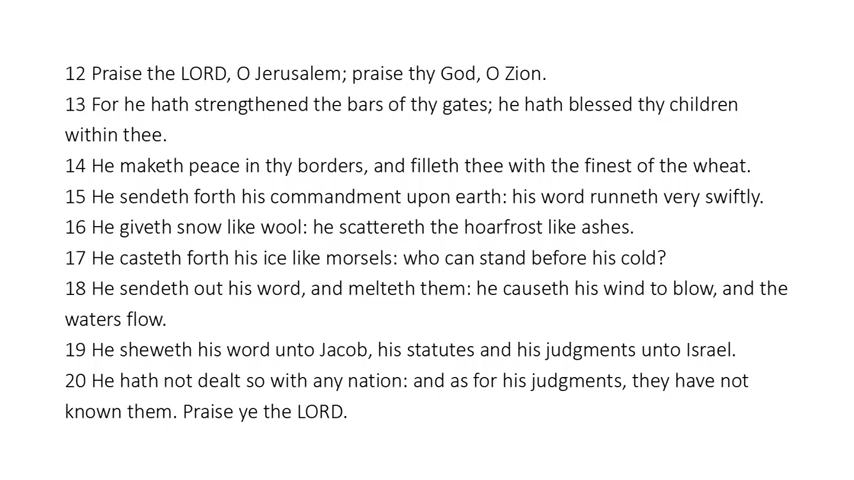 12 Praise the LORD, O Jerusalem; praise thy God, O Zion.
13 For he hath strengthened the bars of thy gates; he hath blessed thy children
within thee.
14 He maketh peace in thy borders, and filleth thee with the finest of the wheat.
15 He sendeth forth his commandment upon earth: his word runneth very swiftly.
16 He giveth snow like wool: he scattereth the hoarfrost like ashes.
17 He casteth forth his ice like morsels: who can stand before his cold?
18 He sendeth out his word, and melteth them: he causeth his wind to blow, and the
waters flow.
19 He sheweth his word unto Jacob, his statutes and his judgments unto Israel.
20 He hath not dealt so with any nation: and as for his judgments, they have not
known them. Praise ye the LORD.